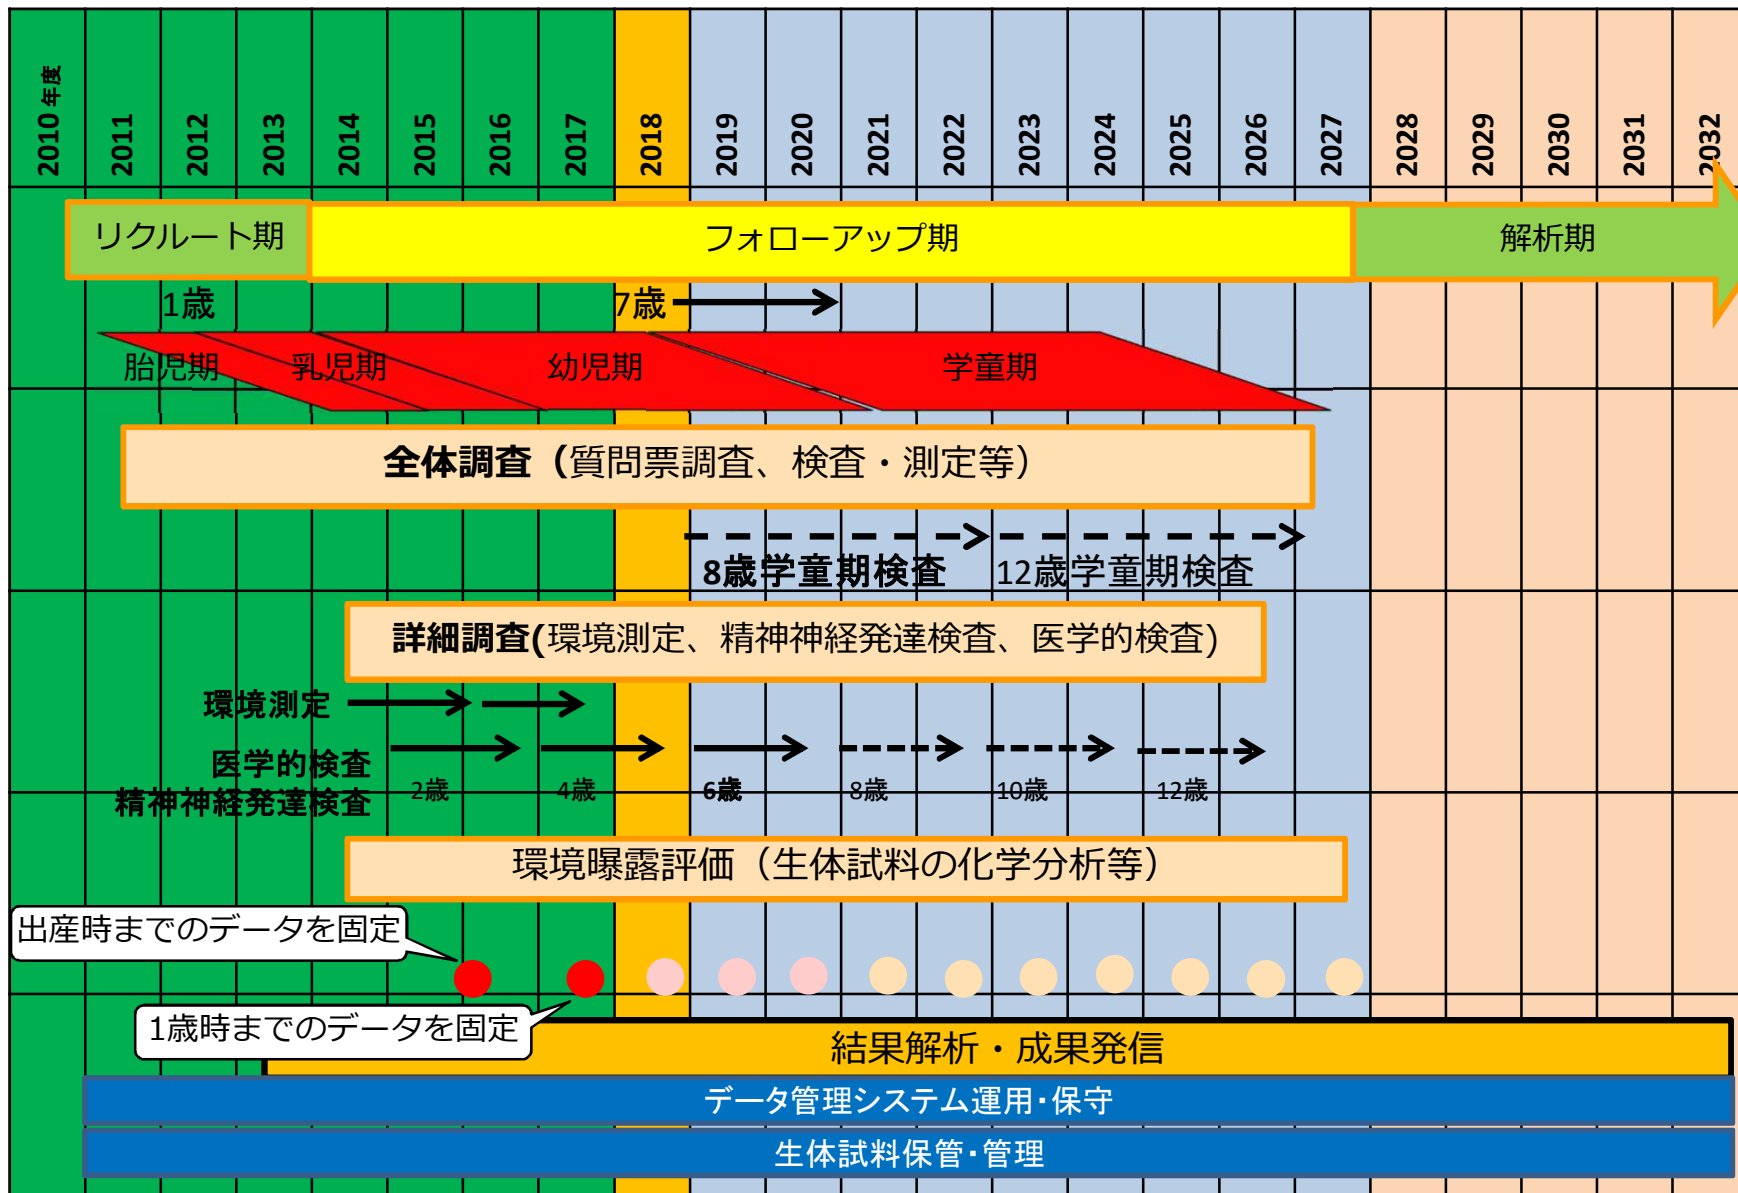 2010 年度
2011
2012
2013
2014
2015
2016
2017
2018
2019
2020
2021
2022
2023
2024
2025
2026
2027
2028
2029
2030
2031
2032
リクルート期
フォローアップ期
解析期
1歳
7歳
胎児期
乳児期
幼児期
学童期
全体調査（質問票調査、検査・測定等）
8歳学童期検査
12歳学童期検査
詳細調査(環境測定、精神神経発達検査、医学的検査)
環境測定
医学的検査
精神神経発達検査
2歳
4歳
6歳
8歳
10歳
12歳
環境曝露評価（生体試料の化学分析等）
出産時までのデータを固定
1歳時までのデータを固定
結果解析・成果発信
データ管理システム運用・保守
生体試料保管・管理